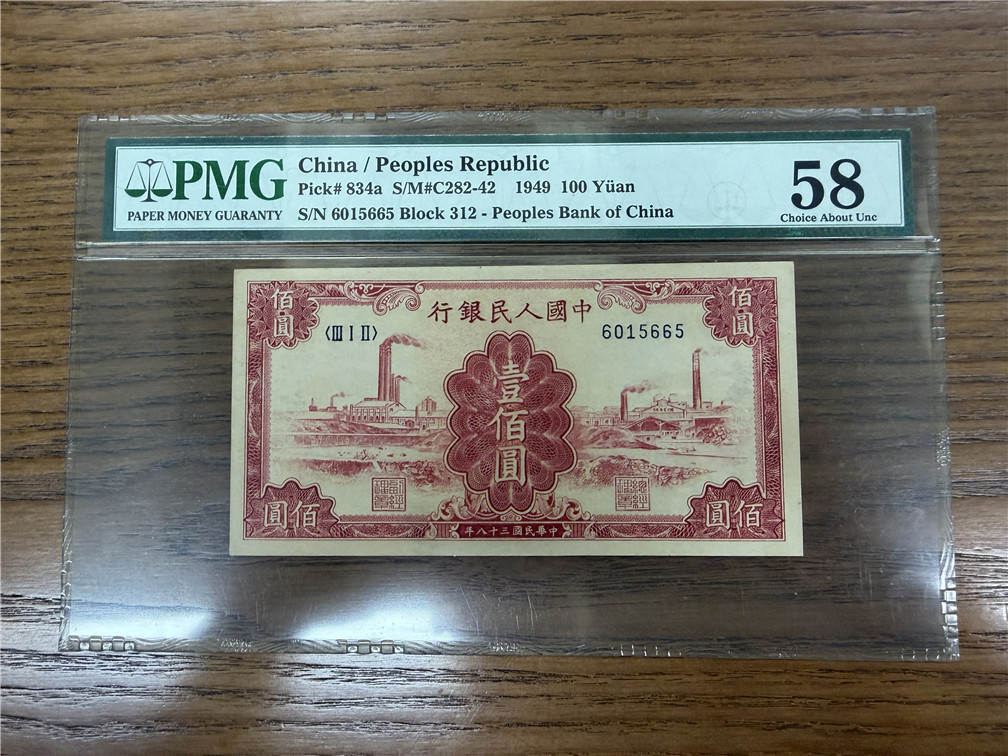 PMG
PAPER MONEY GUARANTY
China / Peoples Republic
Pick# 834a S/M#C282-42 1949 100 Yüan
S/N 6015665 Block 312 - Peoples Bank of China
58
Choice About Unc
佰圓
行銀民人國中
佰圓
〈III I II〉
6015665
壹佰圓
圓佰
圓佰
年八十三國民華中